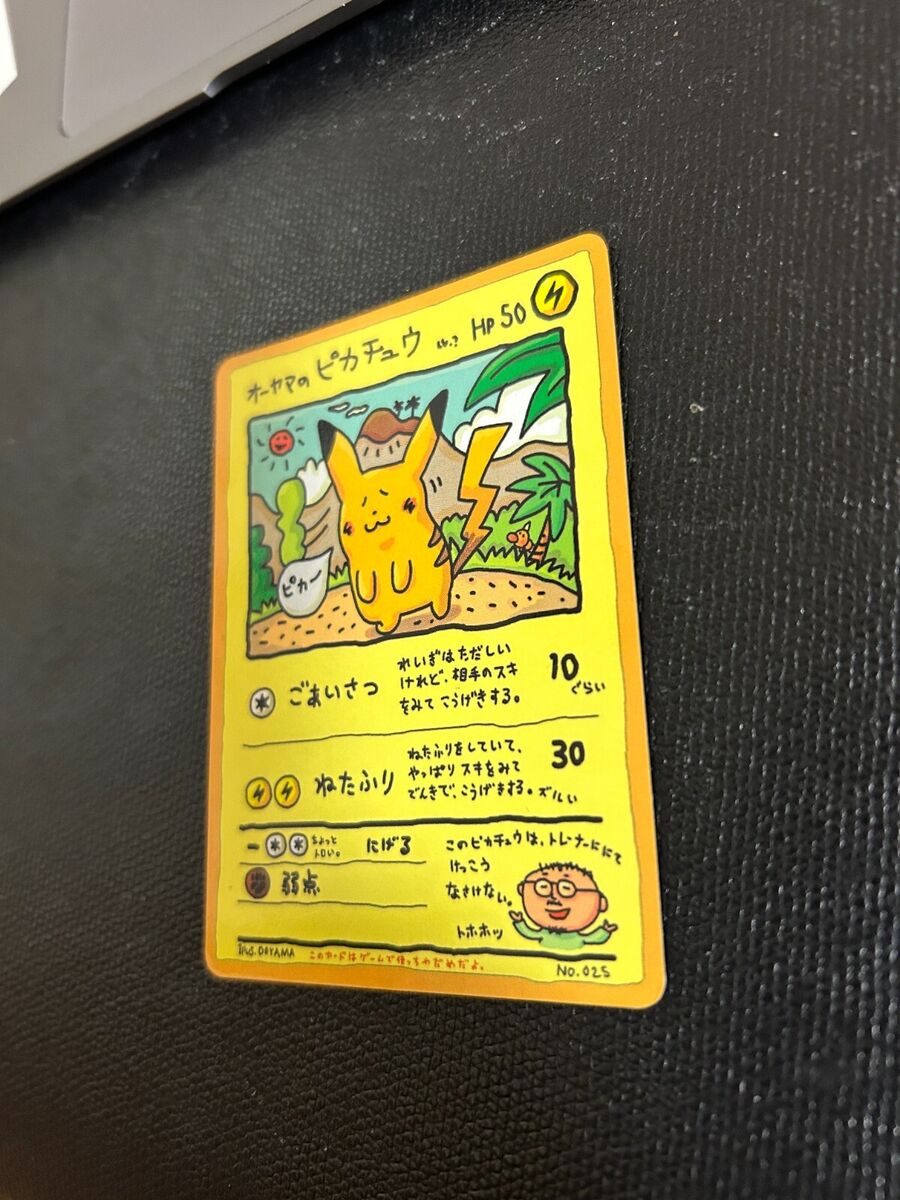 オーヤマの ピカチュウ Lv.? HP 50
ピカー
ごあいさつ
れいぎはただしい
けれど、相手のスキ
をみて こうげきする。
10
ぐらい
ねたふり
ねたふりをしていて、
やっぱり スキをみて
でんきで、こうげきする。ズルい
30
ちょっと
トロい。
にげる
弱点
このピカチュウは、トレーナーににて
けっこう
なさけない。
トホホッ
illus. OOYAMA
このカードはゲームで使っちゃだめだよ。
NO. 025